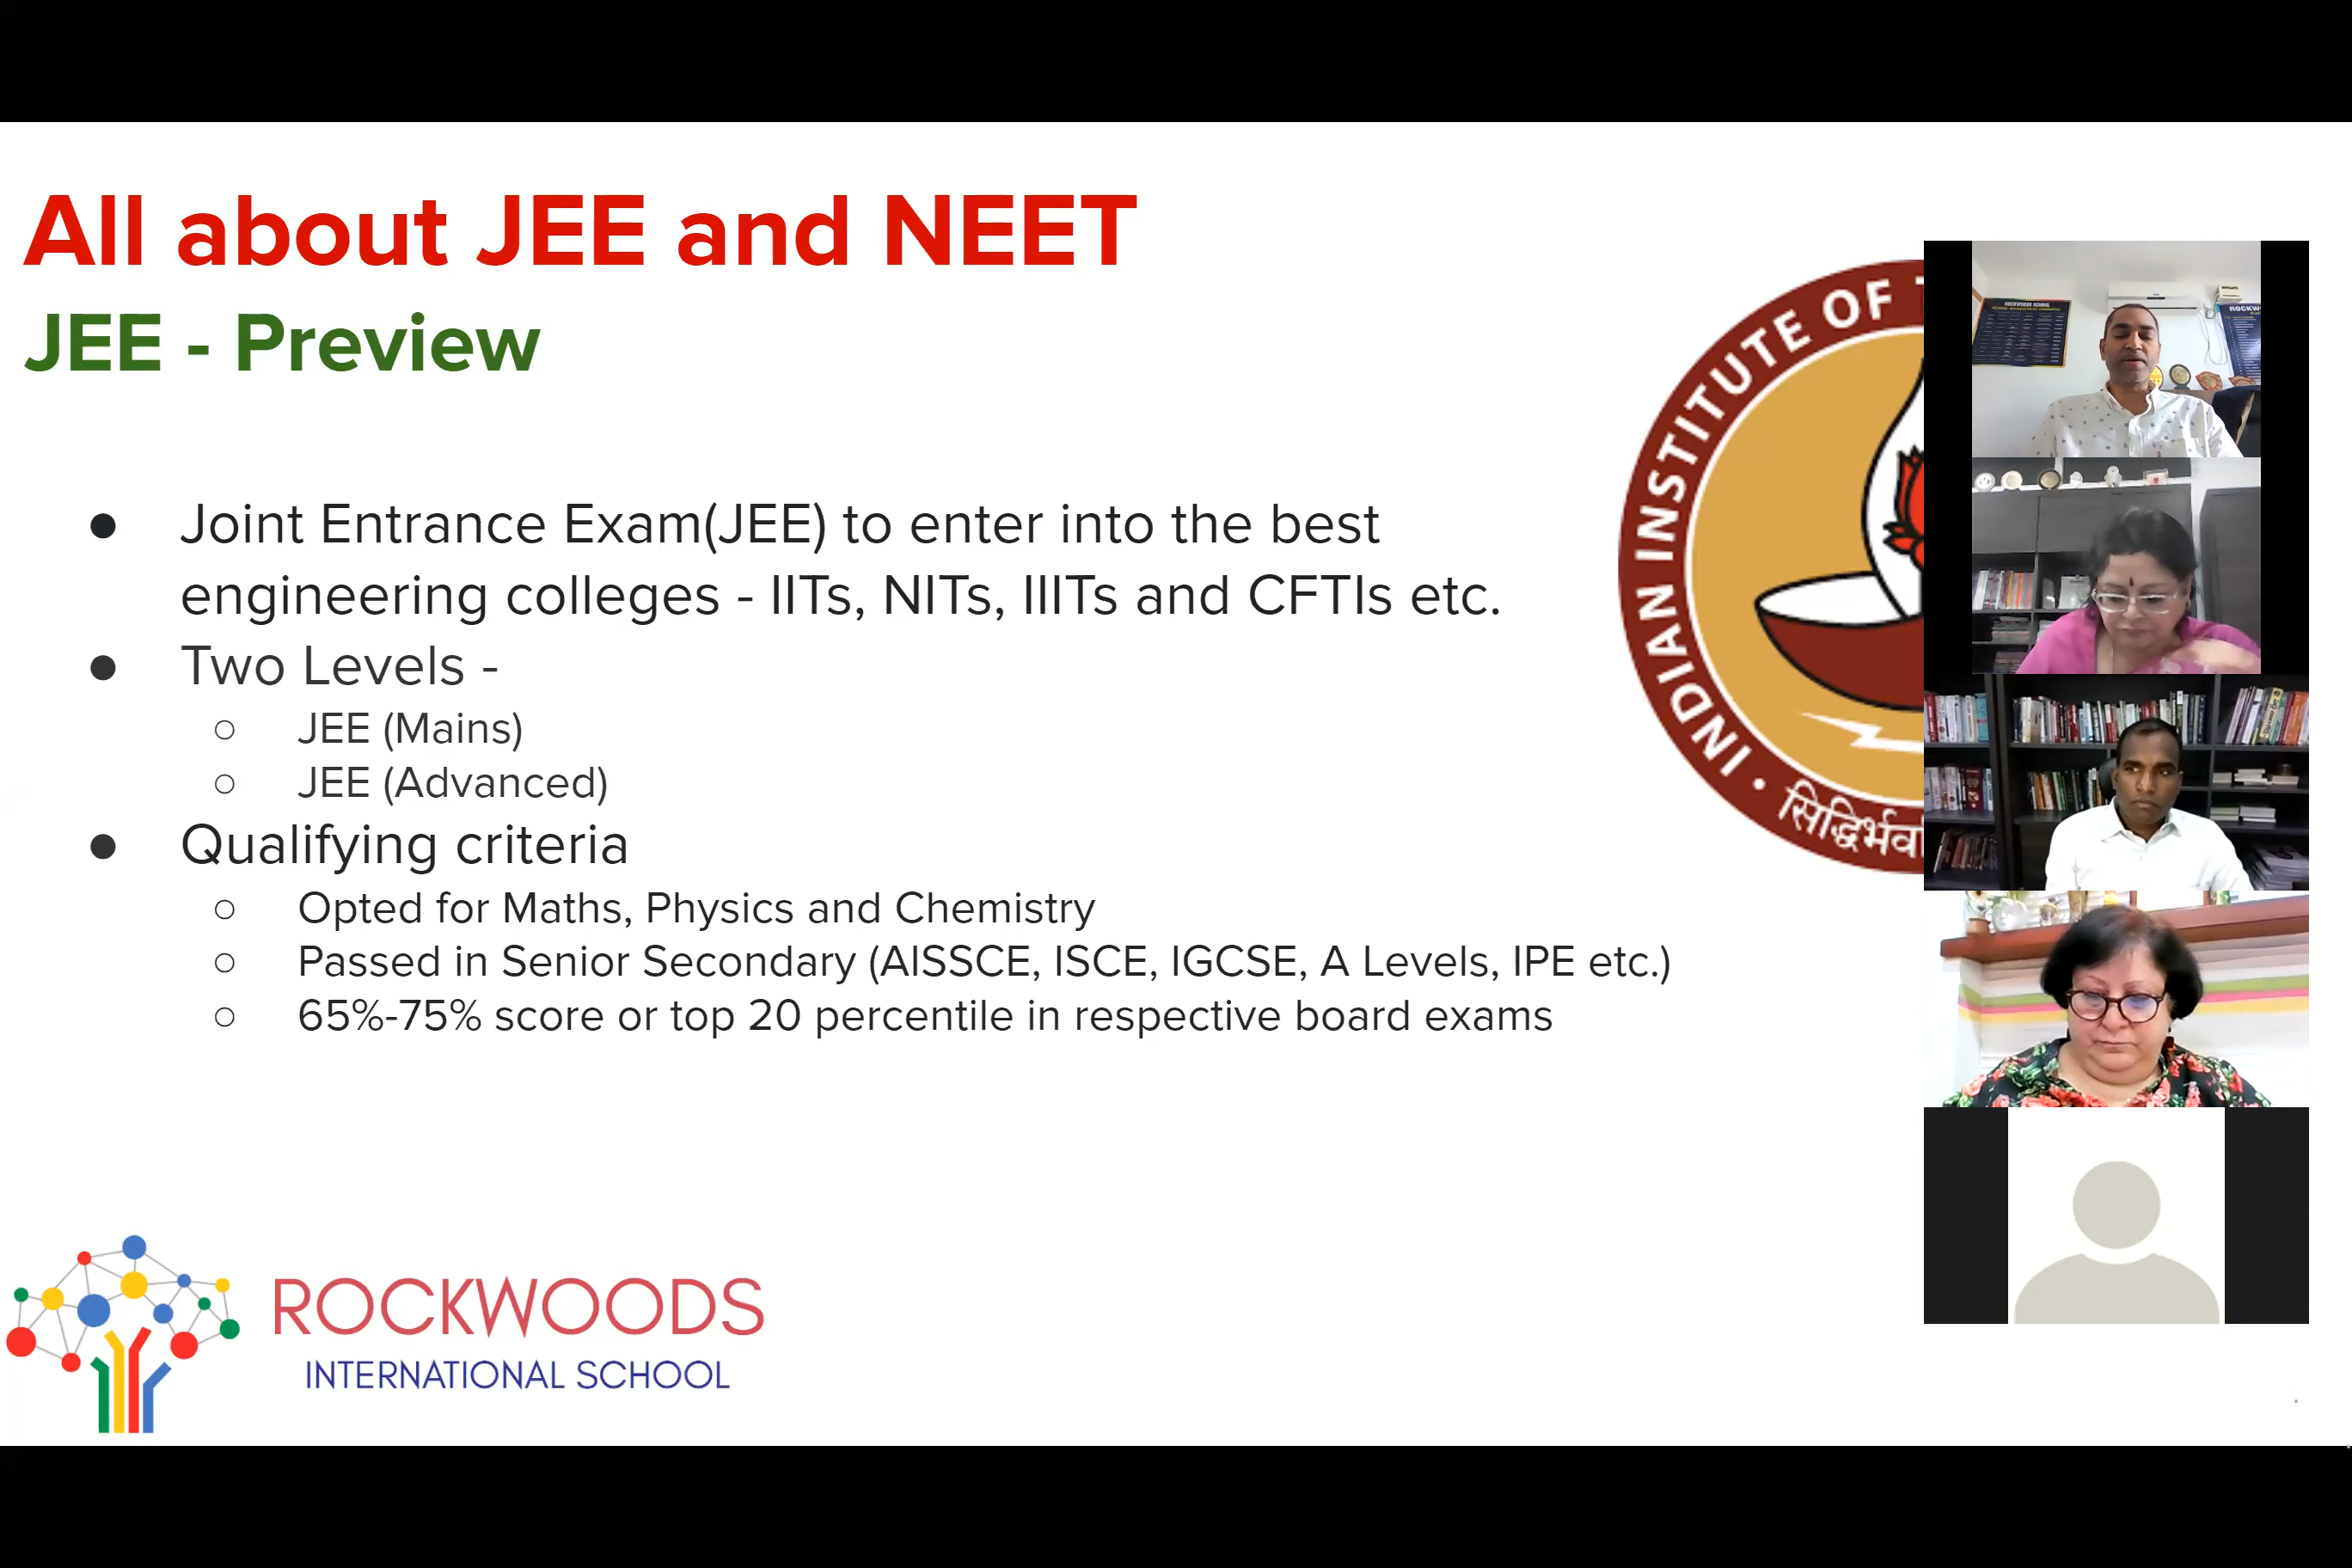 All about JEE and NEET
JEE - Preview
● Joint Entrance Exam(JEE) to enter into the best
engineering colleges - IITs, NITs, IIITs and CFTIs etc.
● Two Levels -
○ JEE (Mains)
○ JEE (Advanced)
● Qualifying criteria
○ Opted for Maths, Physics and Chemistry
○ Passed in Senior Secondary (AISSCE, ISCE, IGCSE, A Levels, IPE etc.)
○ 65%-75% score or top 20 percentile in respective board exams
INDIAN INSTITUTE OF
ROCKWOODS SCHOOL
ROCKWOODS
INTERNATIONAL SCHOOL